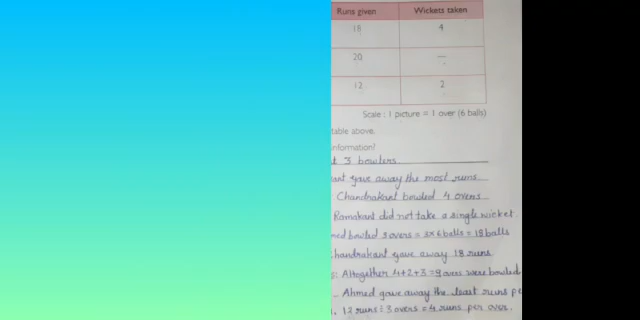 Runs given Wickets taken
18 4
20 —
12 2
Scale : 1 picture = 1 over (6 balls)
table above.
information?
3 bowlers
gave away the most runs
Chandrakant bowled 4 overs
Ramakant did not take a single wicket.
bowled 3 overs = 3 x 6 balls = 18 balls
handrakant gave away 18 runs
: Altogether 4+2+3 = 9 overs were bowled
Ahmed gave away the least runs pe
12 runs ÷ 3 overs = 4 runs per over.